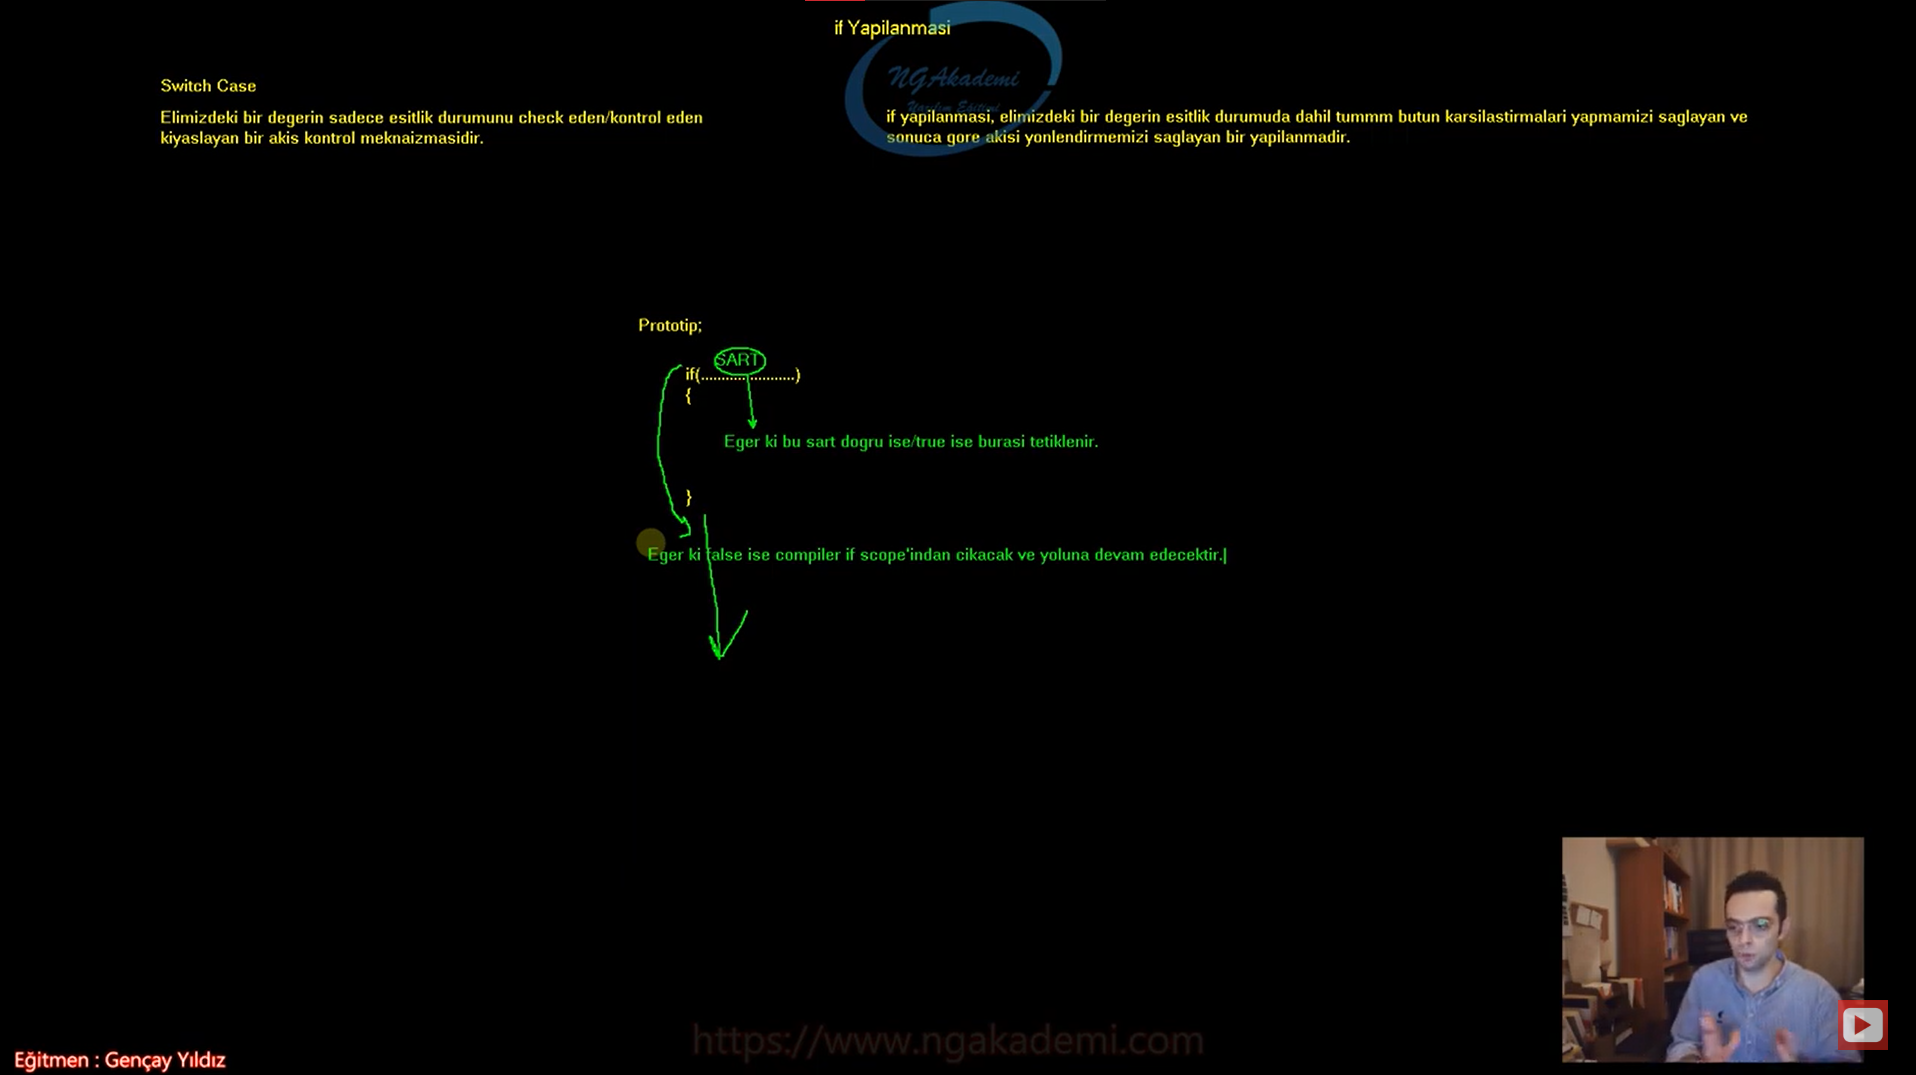 if Yapilanmasi
NGAkademi
Yazılım Eğitimi
Switch Case
Elimizdeki bir degerin sadece esitlik durumunu check eden/kontrol eden
kiyaslayan bir akis kontrol meknaizmasidir.
if yapilanmasi, elimizdeki bir degerin esitlik durumuda dahil tummm butun karsilastirmalari yapmamizi saglayan ve
sonuca gore akisi yonlendirmemizi saglayan bir yapilanmadir.
Prototip;
SART
if(.......................)
{
Eger ki bu sart dogru ise/true ise burasi tetiklenir.
}
Eger ki false ise compiler if scope'indan cikacak ve yoluna devam edecektir.
https://www.ngakademi.com
Eğitmen : Gençay Yıldız